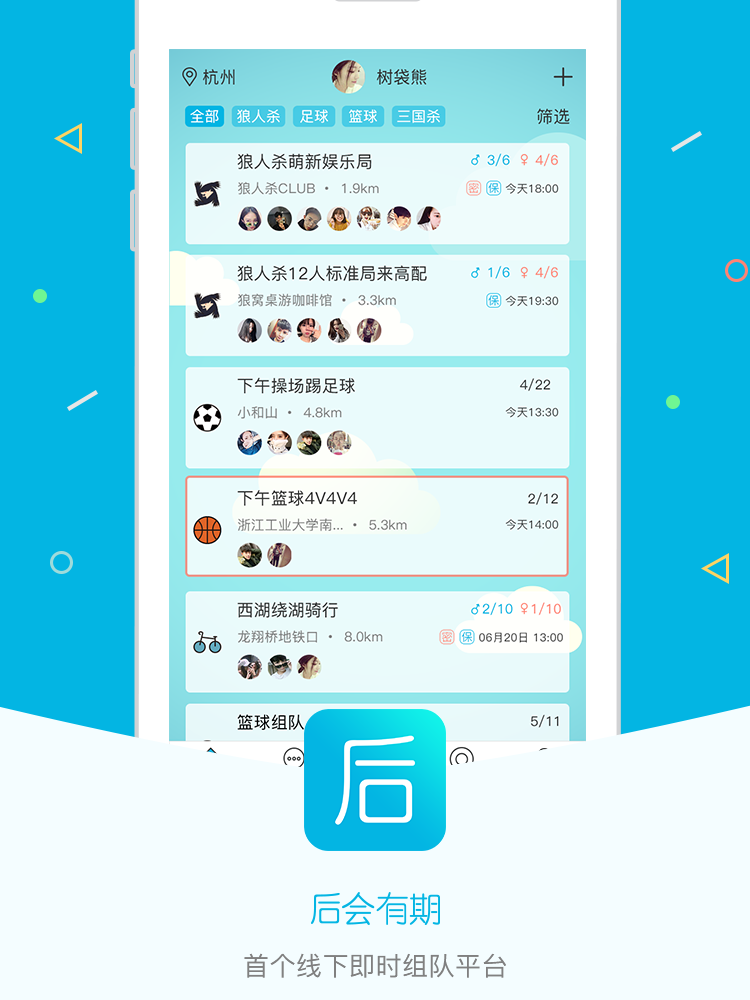 杭州 树袋熊
全部 狼人杀 足球 篮球 三国杀 筛选
狼人杀萌新娱乐局 ♂ 3/6 ♀ 4/6
狼人杀CLUB · 1.9km 密 保 今天18:00
狼人杀12人标准局来高配 ♂ 1/6 ♀ 4/6
狼窝桌游咖啡馆 · 3.3km 保 今天19:30
下午操场踢足球 4/22
小和山 · 4.8km 今天13:30
下午篮球4V4V4 2/12
浙江工业大学南... · 5.3km 今天14:00
西湖绕湖骑行 ♂2/10 ♀1/10
龙翔桥地铁口 · 8.0km 密 保 06月20日 13:00
篮球组队 5/11
后
后会有期
首个线下即时组队平台